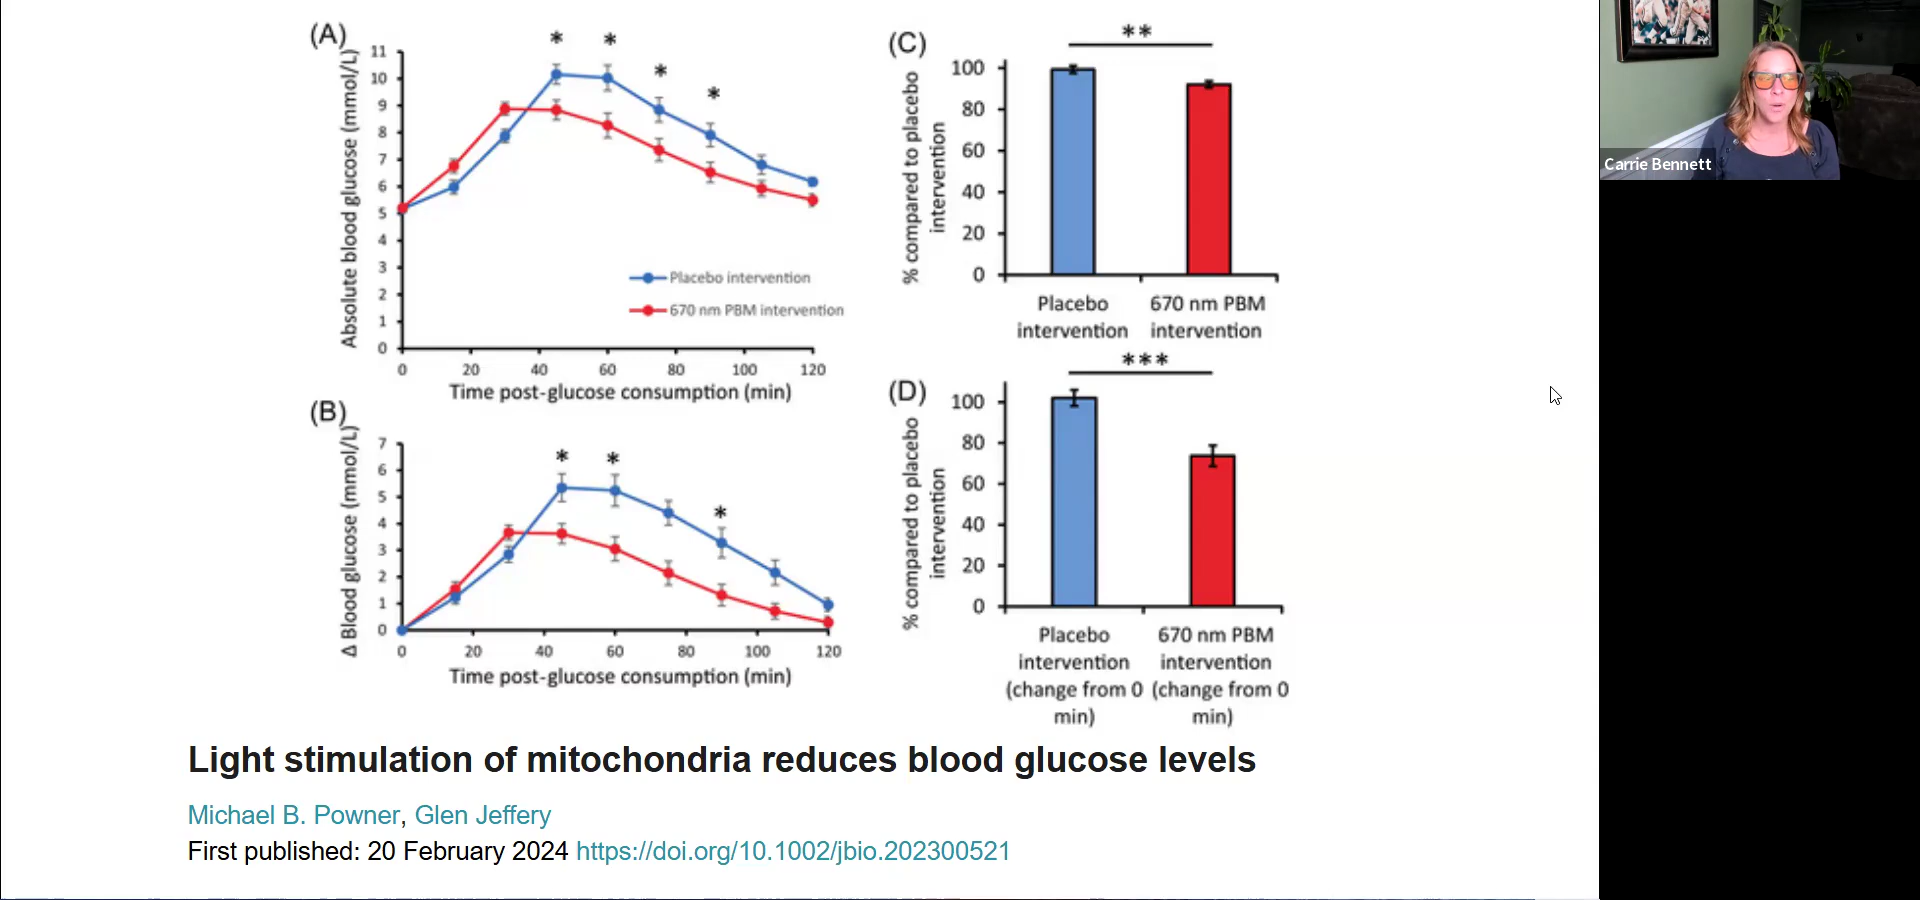 (A)
*
*
*
*
Absolute blood glucose (mmol/L)
11
10
9
8
7
6
5
4
3
2
1
0
Placebo intervention
670 nm PBM intervention
0 20 40 60 80 100 120
Time post-glucose consumption (min)
(B)
*
*
*
Δ Blood glucose (mmol/L)
7
6
5
4
3
2
1
0
0 20 40 60 80 100 120
Time post-glucose consumption (min)
(C)
**
% compared to placebo
intervention
100
80
60
40
20
0
Placebo
intervention
670 nm PBM
intervention
(D)
***
% compared to placebo
intervention
100
80
60
40
20
0
Placebo
intervention
(change from 0
min)
670 nm PBM
intervention
(change from 0
min)
Light stimulation of mitochondria reduces blood glucose levels
Michael B. Powner, Glen Jeffery
First published: 20 February 2024 https://doi.org/10.1002/jbio.202300521
Carrie Bennett